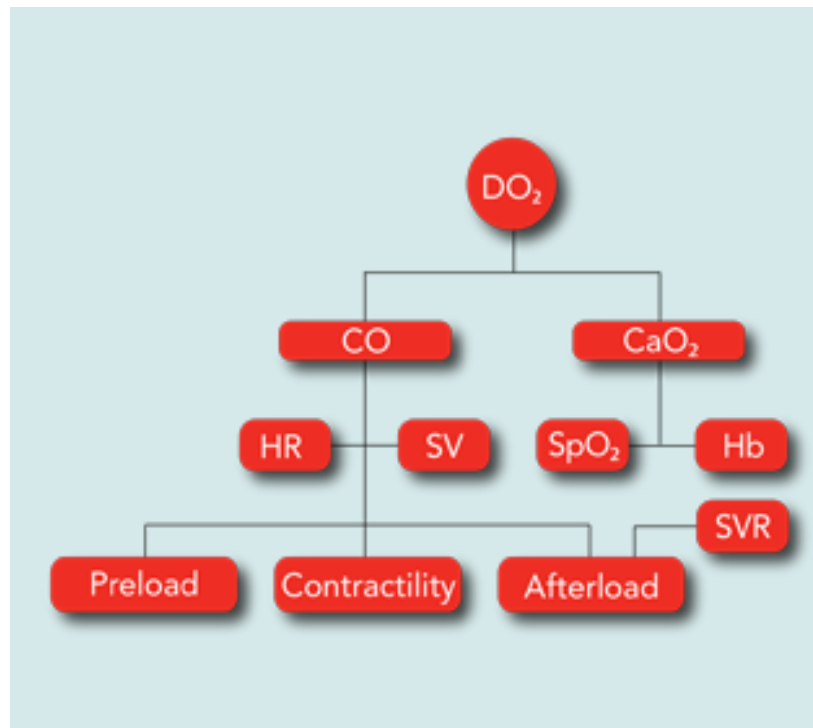 DO₂
CO
CaO₂
HR
SV
SpO₂
Hb
SVR
Preload
Contractility
Afterload